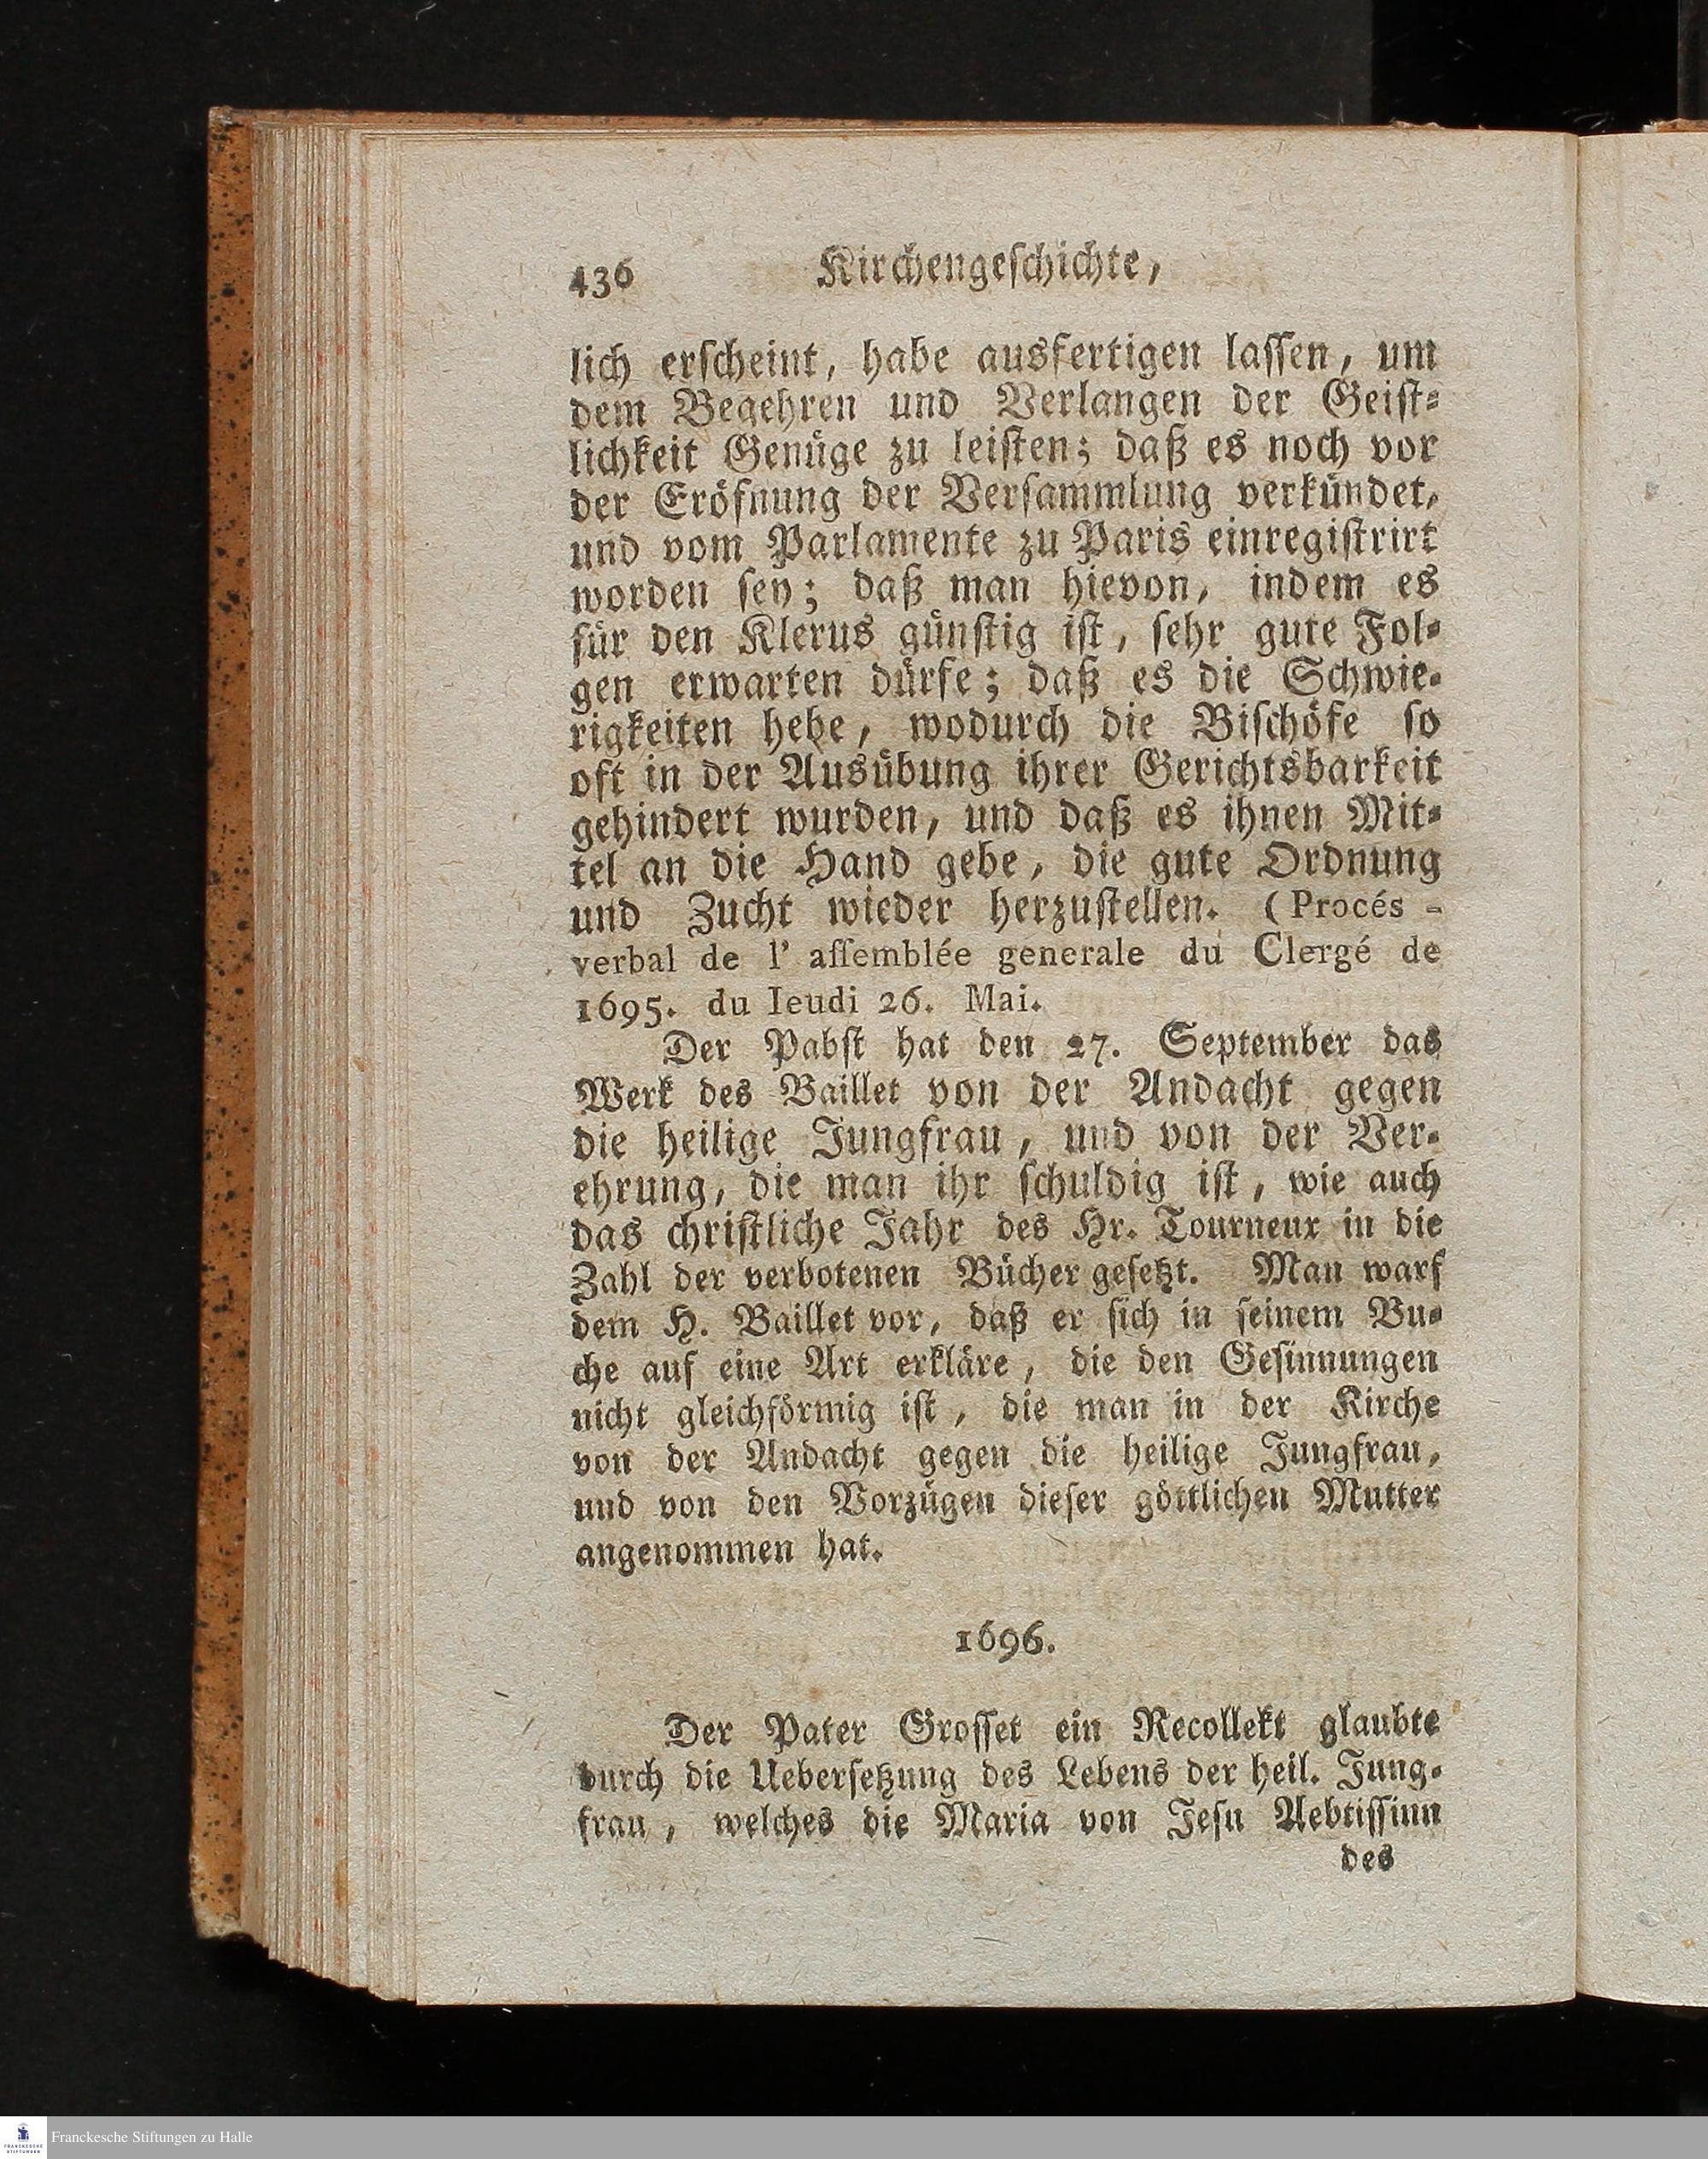 436 Kirchengeschichte,
lich erscheint, habe ausfertigen lassen, um
dem Begehren und Verlangen der Geist-
lichkeit Genüge zu leisten; daß es noch vor
der Eröfnung der Versammlung verkündet,
und vom Parlamente zu Paris einregistrirt
worden sey; daß man hievon, indem es
für den Klerus günstig ist, sehr gute Fol-
gen erwarten dürfe; daß es die Schwie-
rigkeiten hebe, wodurch die Bischöfe so
oft in der Ausübung ihrer Gerichtsbarkeit
gehindert wurden, und daß es ihnen Mit-
tel an die Hand gebe, die gute Ordnung
und Zucht wieder herzustellen. (Procés -
verbal de l' assemblée generale du Clergé de
1695. du Ieudi 26. Mai.
Der Pabst hat den 27. September das
Werk des Baillet von der Andacht gegen
die heilige Jungfrau, und von der Ver-
ehrung, die man ihr schuldig ist, wie auch
das christliche Jahr des Hr. Tourneux in die
Zahl der verbotenen Bücher gesetzt. Man warf
dem H. Baillet vor, daß er sich in seinem Bu-
che auf eine Art erkläre, die den Gesinnungen
nicht gleichförmig ist, die man in der Kirche
von der Andacht gegen die heilige Jungfrau,
und von den Vorzügen dieser göttlichen Mutter
angenommen hat.
1696.
Der Pater Grosset ein Recollekt glaubte
durch die Uebersetzung des Lebens der heil. Jung-
frau, welches die Maria von Jesu Aebtissinn
des
Franckesche Stiftungen zu Halle